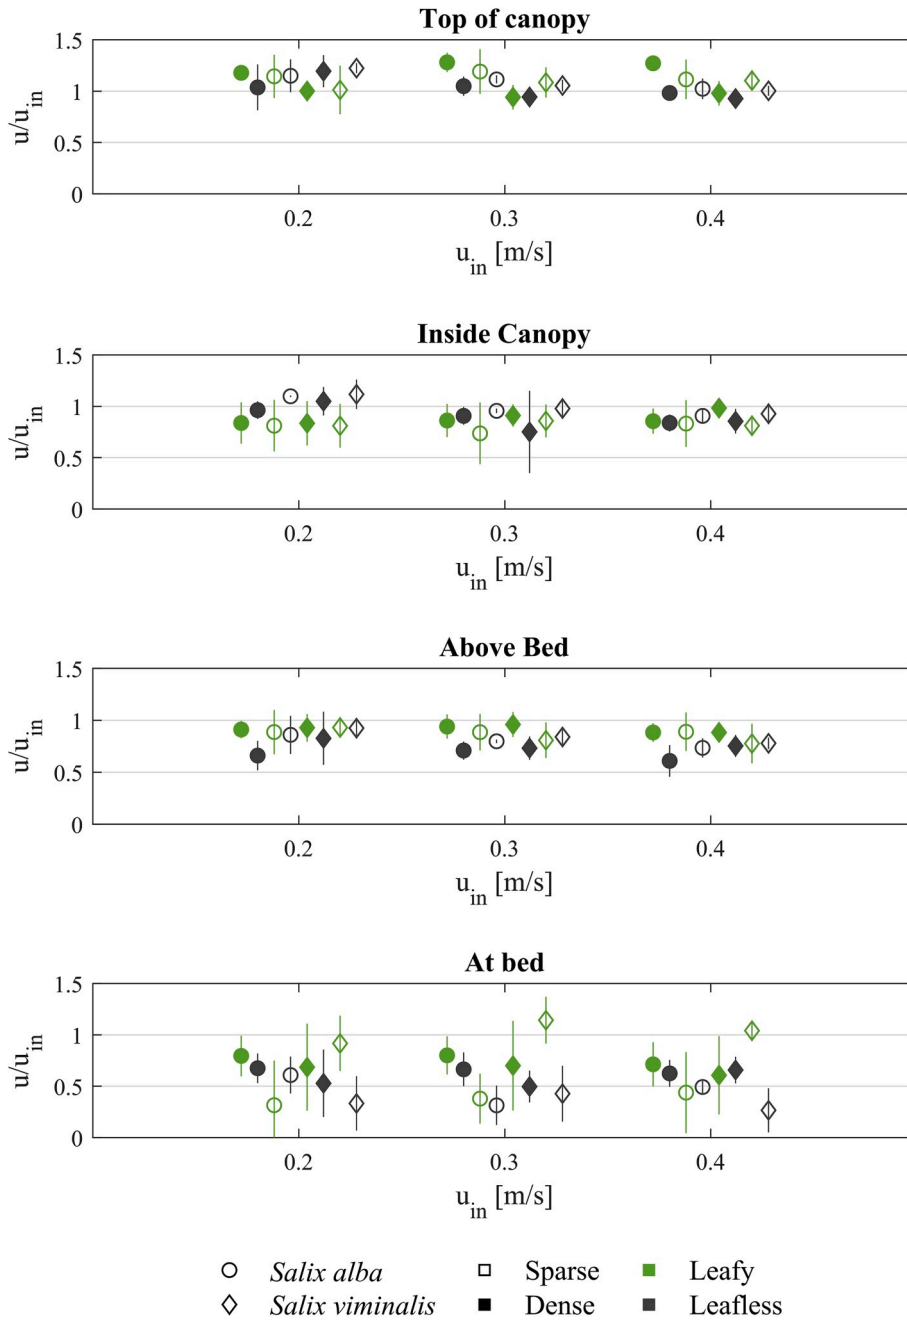 Top of canopy
1.5
1
0.5
0
u/u_in
0.2 0.3 0.4
u_in [m/s]
Inside Canopy
1.5
1
0.5
0
u/u_in
0.2 0.3 0.4
u_in [m/s]
Above Bed
1.5
1
0.5
0
u/u_in
0.2 0.3 0.4
u_in [m/s]
At bed
1.5
1
0.5
0
u/u_in
0.2 0.3 0.4
u_in [m/s]
Salix alba Sparse Leafy
Salix viminalis Dense Leafless